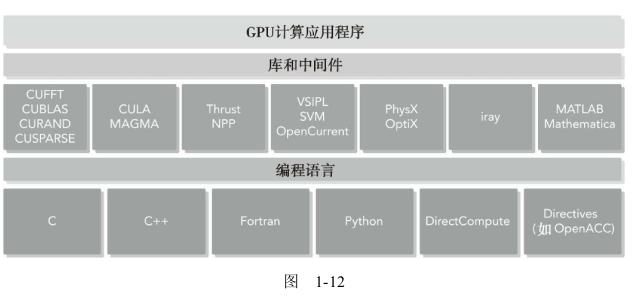 GPU计算应用程序
库和中间件
CUFFT
CUBLAS
CURAND
CUSPARSE
CULA
MAGMA
Thrust
NPP
VSIPL
SVM
OpenCurrent
PhysX
OptiX
iray
MATLAB
Mathematica
编程语言
C
C++
Fortran
Python
DirectCompute
Directives
(如 OpenACC)
图 1-12